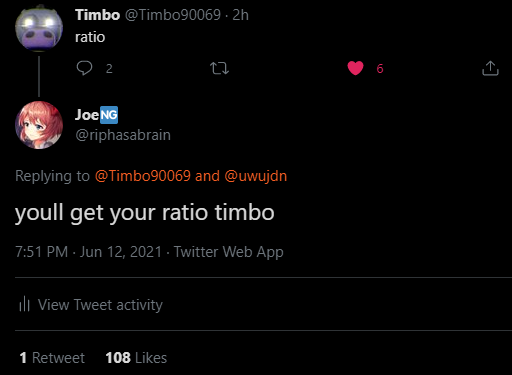 Timbo @Timbo90069 · 2h
ratio
2 6
Joe🆖
@riphasabrain
Replying to @Timbo90069 and @uwujdn
youll get your ratio timbo
7:51 PM · Jun 12, 2021 · Twitter Web App
View Tweet activity
1 Retweet 108 Likes